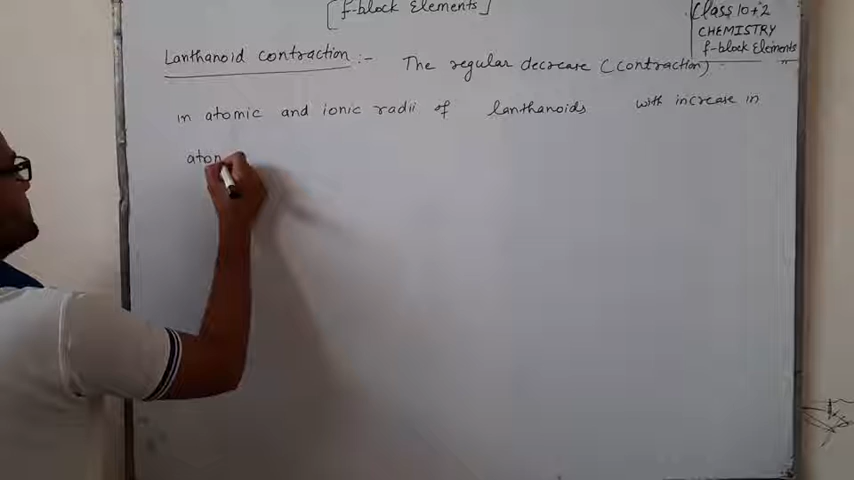 [f-block Elements]
Class 10+2
CHEMISTRY
f-block Elements
Lanthanoid contraction :- The regular decrease (contraction)
in atomic and ionic radii of lanthanoids with increase in
atom